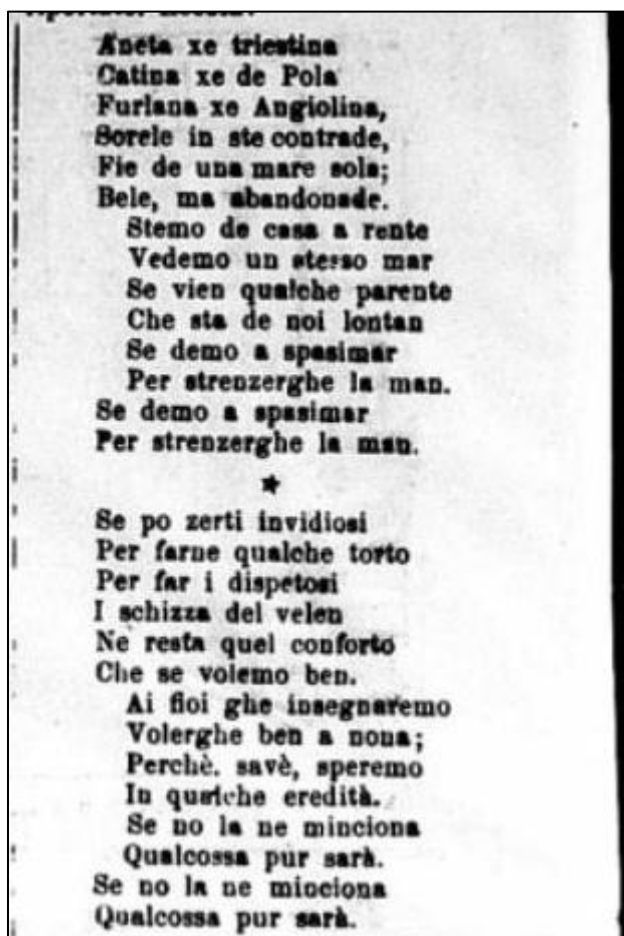 Aneta xe triestina
Catina xe de Pola
Furlana xe Angiolina,
Sorele in ste contrade,
Fie de una mare sola;
Bele, ma abandonade.
Stemo de casa a rente
Vedemo un stesso mar
Se vien qualche parente
Che sta de noi lontan
Se demo a spasimar
Per strenzerghe la man.
Se demo a spasimar
Per strenzerghe la man.
*
Se po zerti invidiosi
Per farne qualche torto
Per far i dispetosi
I schizza del velen
Ne resta quel conforto
Che se volemo ben.
Ai fioi ghe insegnaremo
Volerghe ben a nona;
Perchè. savè, speremo
In qualche eredità.
Se no la ne minciona
Qualcossa pur sarà.
Se no la ne minciona
Qualcossa pur sarà.